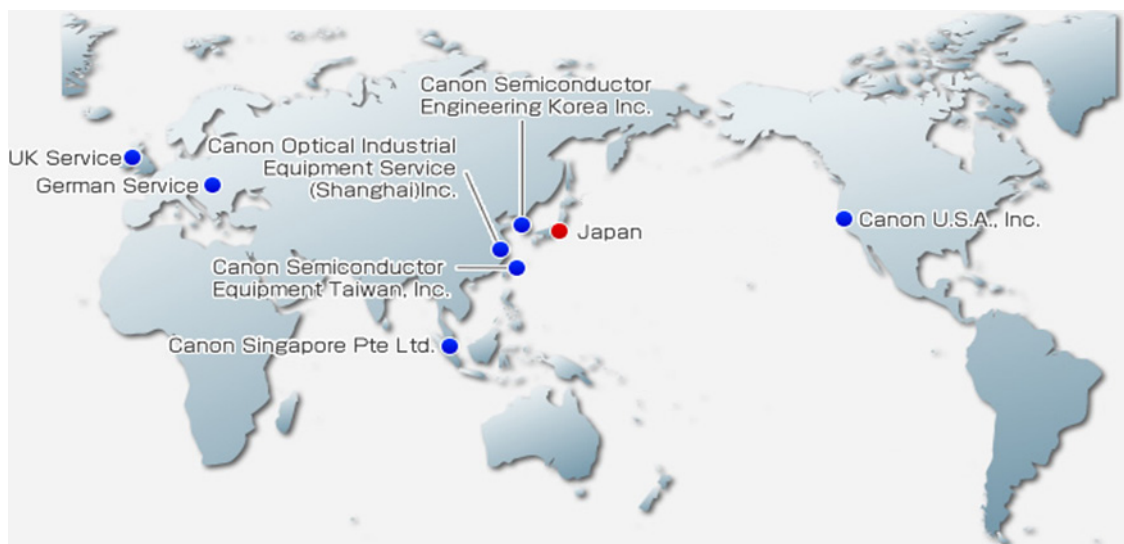 Canon Semiconductor
Engineering Korea Inc.
UK Service
Canon Optical Industrial
Equipment Service
(Shanghai)Inc.
German Service
Japan
Canon U.S.A., Inc.
Canon Semiconductor
Equipment Taiwan, Inc.
Canon Singapore Pte Ltd.